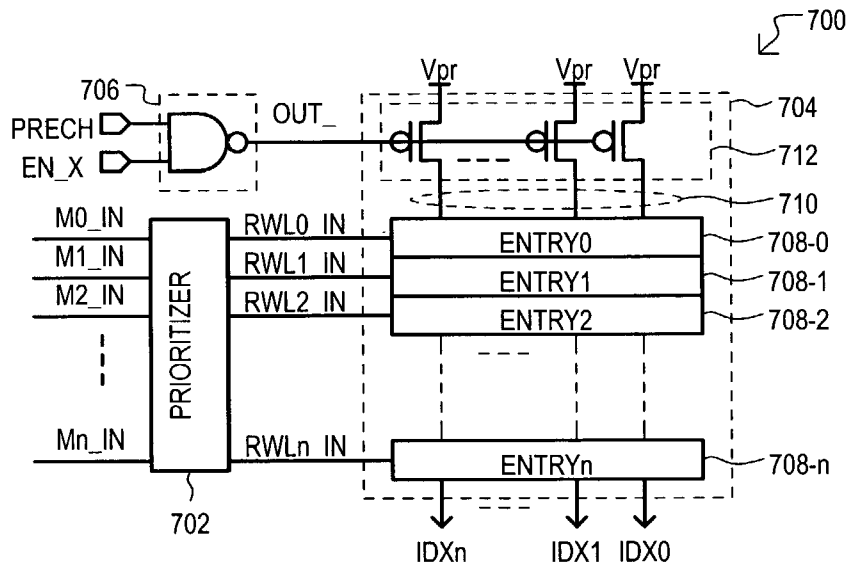 700
Vpr Vpr Vpr
706
704
PRECH
OUT_
712
EN_X
710
M0_IN RWL0_IN ENTRY0 708-0
M1_IN RWL1_IN ENTRY1 708-1
M2_IN RWL2_IN ENTRY2 708-2
PRIORITIZER
Mn_IN RWLn_IN ENTRYn 708-n
702
IDXn IDX1 IDX0